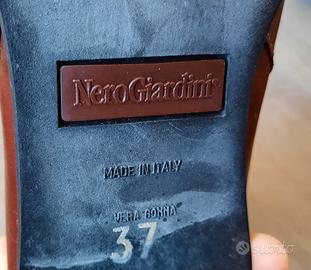 NeroGiardini®
MADE IN ITALY
VERA GOMMA
37
subito